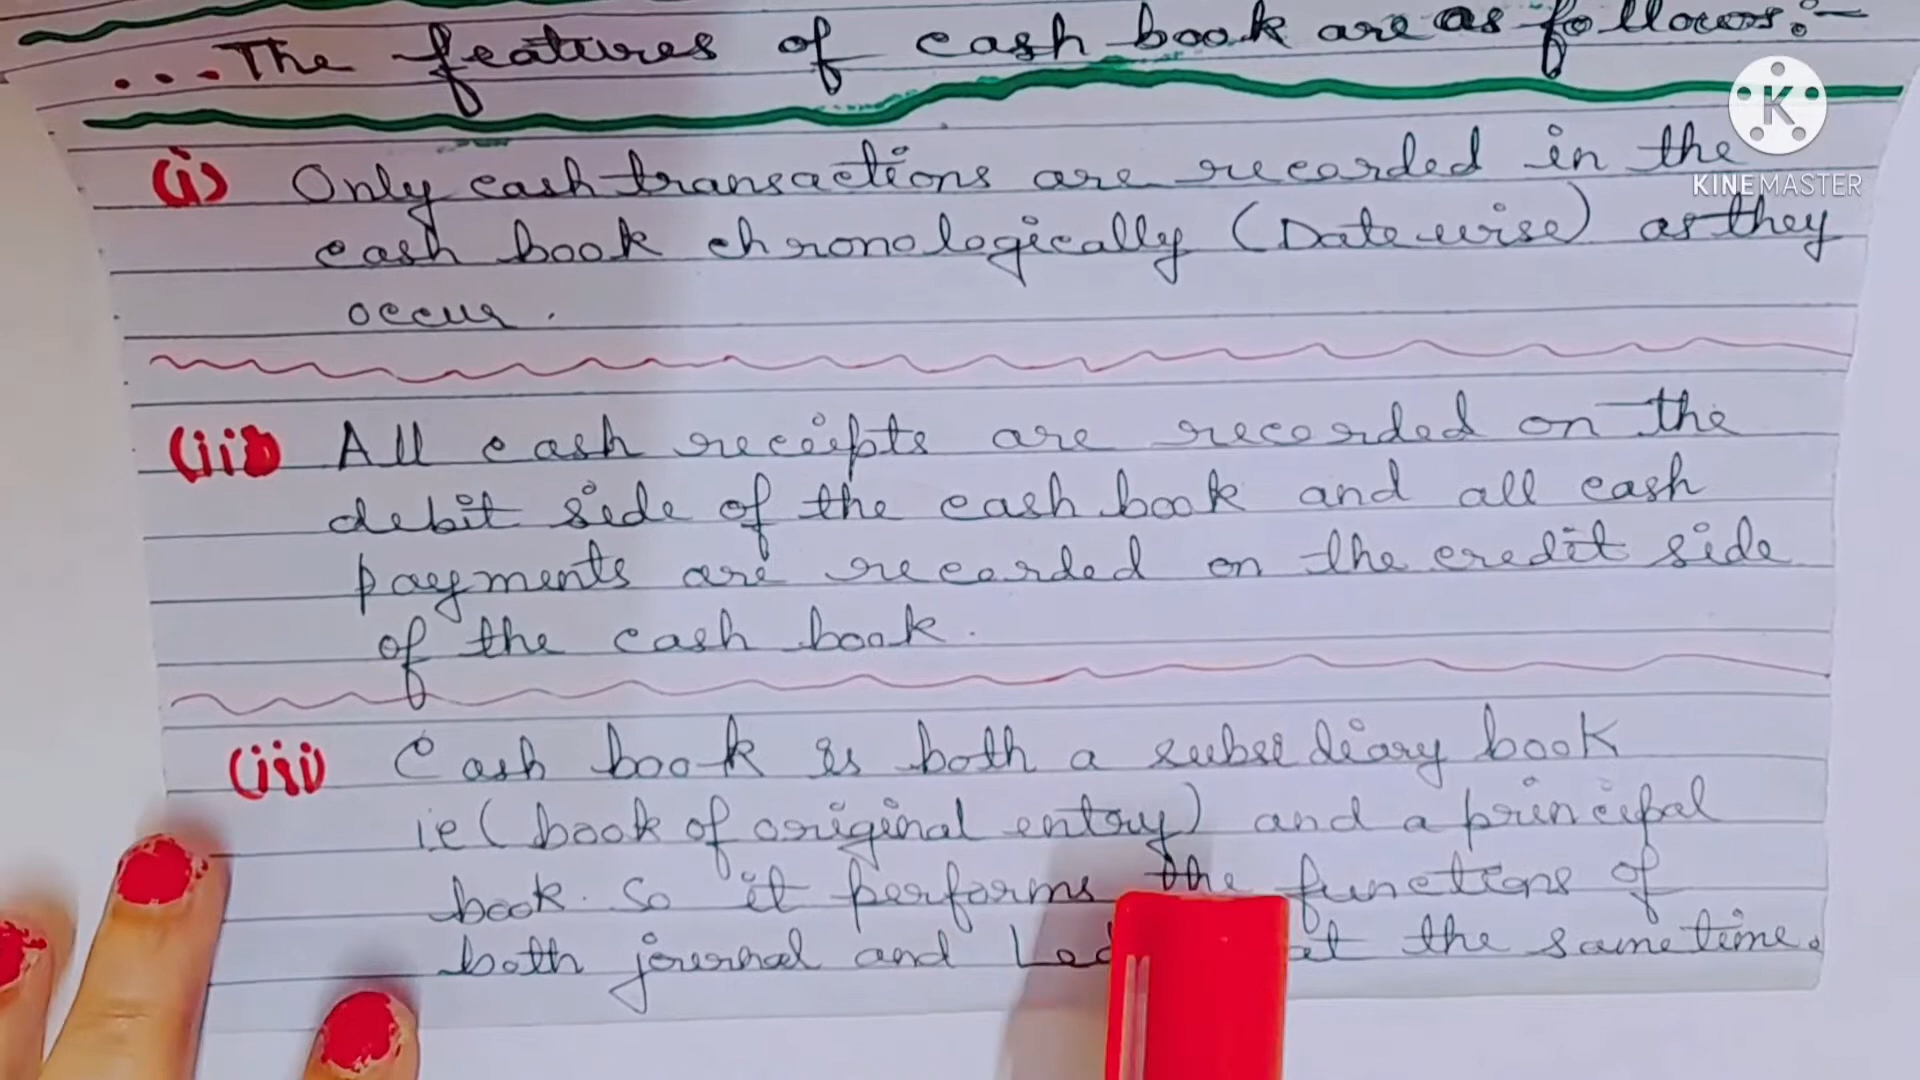 ...The features of cash book are as follows:-
(i) Only cash transactions are recorded in the
cash book chronologically (Date wise) as they
occur.
(ii) All cash receipts are recorded on the
debit side of the cash book and all cash
payments are recorded on the credit side
of the cash book.
(iii) Cash book is both a subsidiary book
ie (book of original entry) and a principal
book. So it performs the functions of
both journal and Led at the same time.
K
KINEMASTER